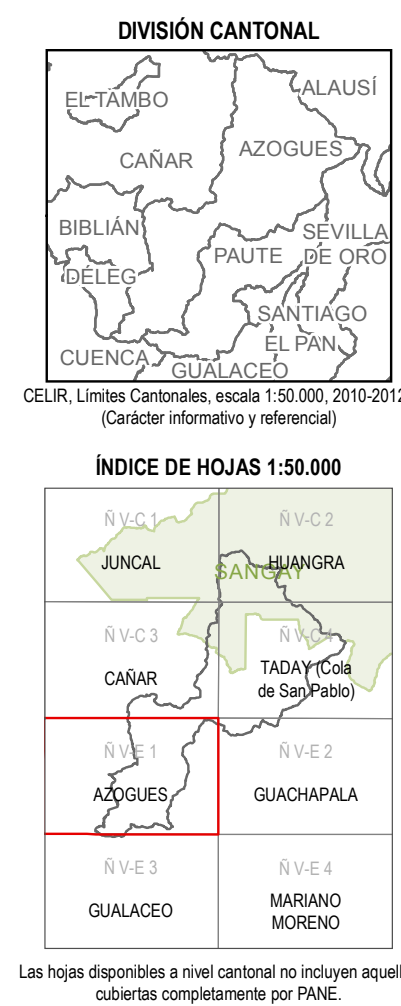 DIVISIÓN CANTONAL
EL TAMBO
ALAUSÍ
CAÑAR
AZOGUES
BIBLIÁN
PAUTE
SEVILLA
DE ORO
DÉLEG
SANTIAGO
EL PAN
CUENCA
GUALACEO
CELIR, Límites Cantonales, escala 1:50.000, 2010-2012
(Carácter informativo y referencial)
ÍNDICE DE HOJAS 1:50.000
Ñ V-C 1
Ñ V-C 2
JUNCAL
HUANGRA
SANGAY
Ñ V-C 3
Ñ V-C 4
CAÑAR
TADAY (Cola
de San Pablo)
Ñ V-E 1
Ñ V-E 2
AZOGUES
GUACHAPALA
Ñ V-E 3
Ñ V-E 4
GUALACEO
MARIANO
MORENO
Las hojas disponibles a nivel cantonal no incluyen aquell
cubiertas completamente por PANE.